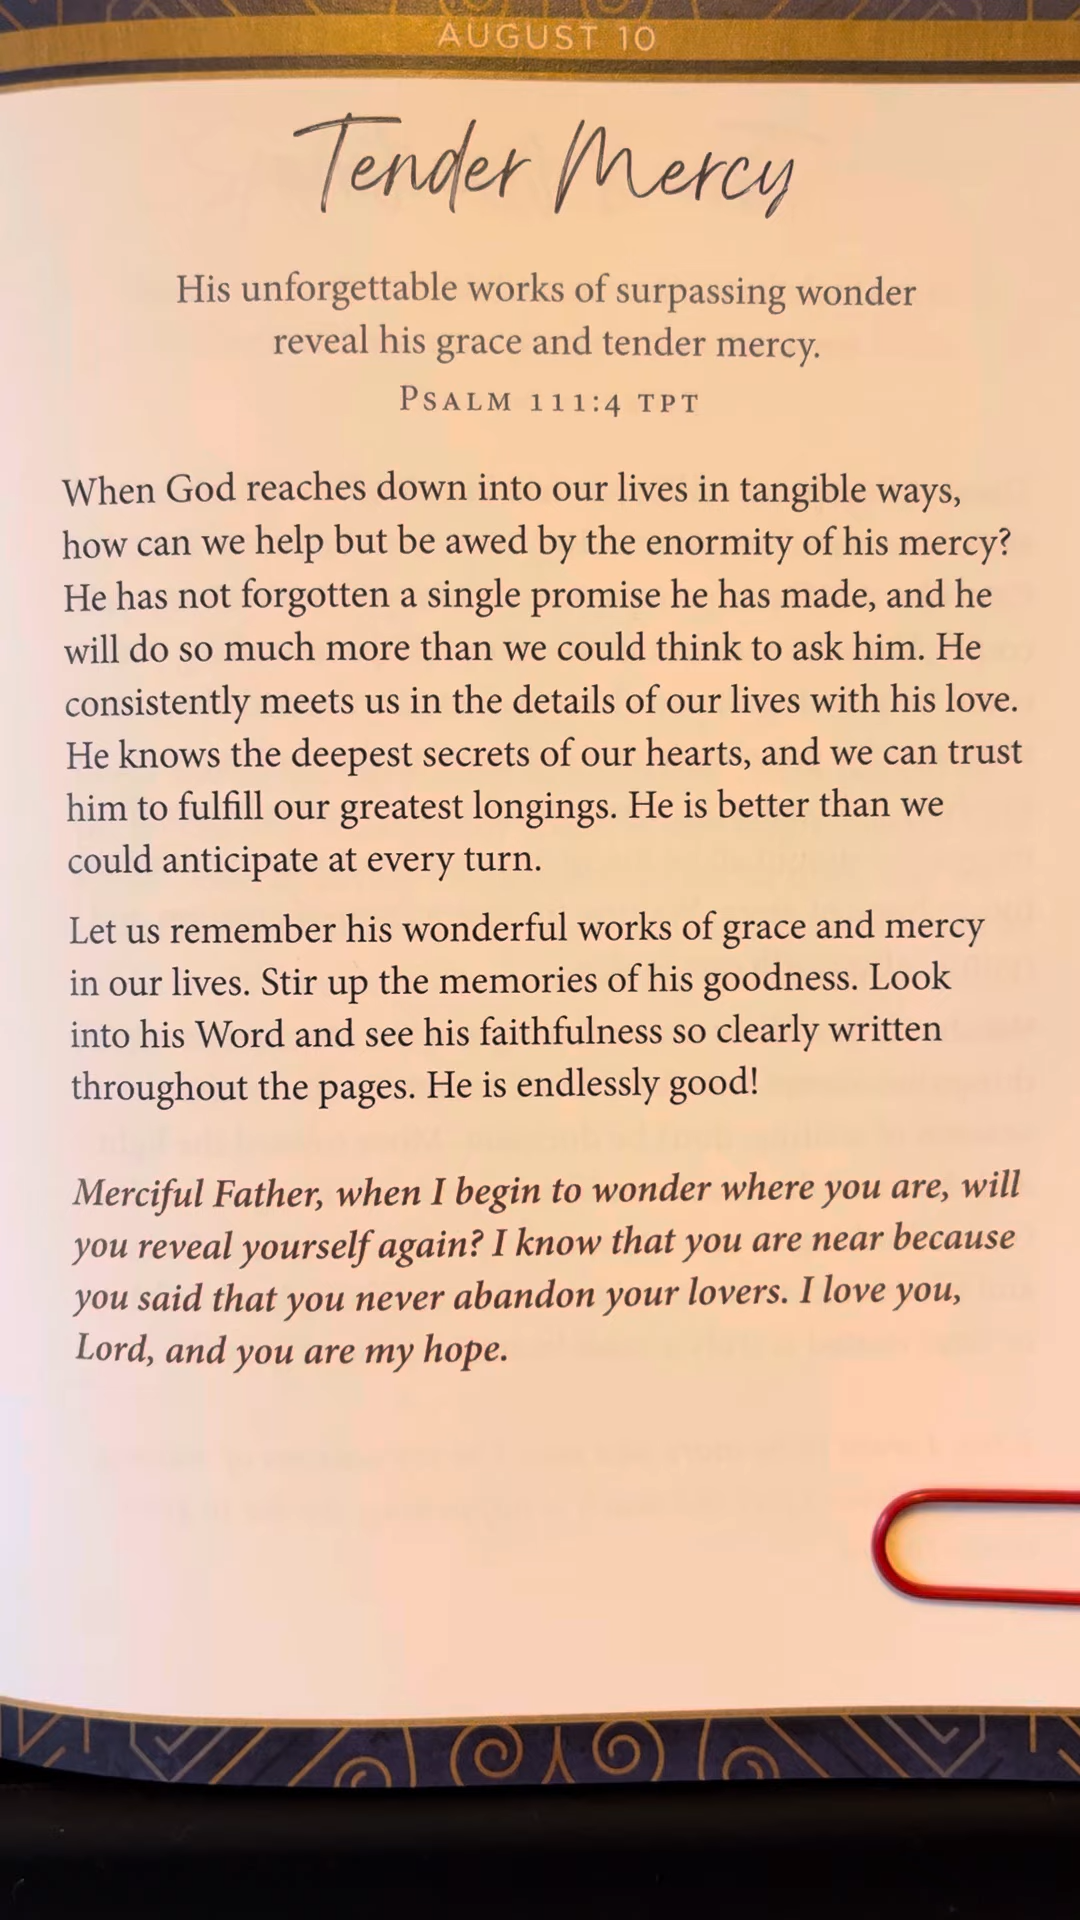 AUGUST 10
Tender Mercy
His unforgettable works of surpassing wonder
reveal his grace and tender mercy.
PSALM 111:4 TPT
When God reaches down into our lives in tangible ways,
how can we help but be awed by the enormity of his mercy?
He has not forgotten a single promise he has made, and he
will do so much more than we could think to ask him. He
consistently meets us in the details of our lives with his love.
He knows the deepest secrets of our hearts, and we can trust
him to fulfill our greatest longings. He is better than we
could anticipate at every turn.
Let us remember his wonderful works of grace and mercy
in our lives. Stir up the memories of his goodness. Look
into his Word and see his faithfulness so clearly written
throughout the pages. He is endlessly good!
Merciful Father, when I begin to wonder where you are, will
you reveal yourself again? I know that you are near because
you said that you never abandon your lovers. I love you,
Lord, and you are my hope.